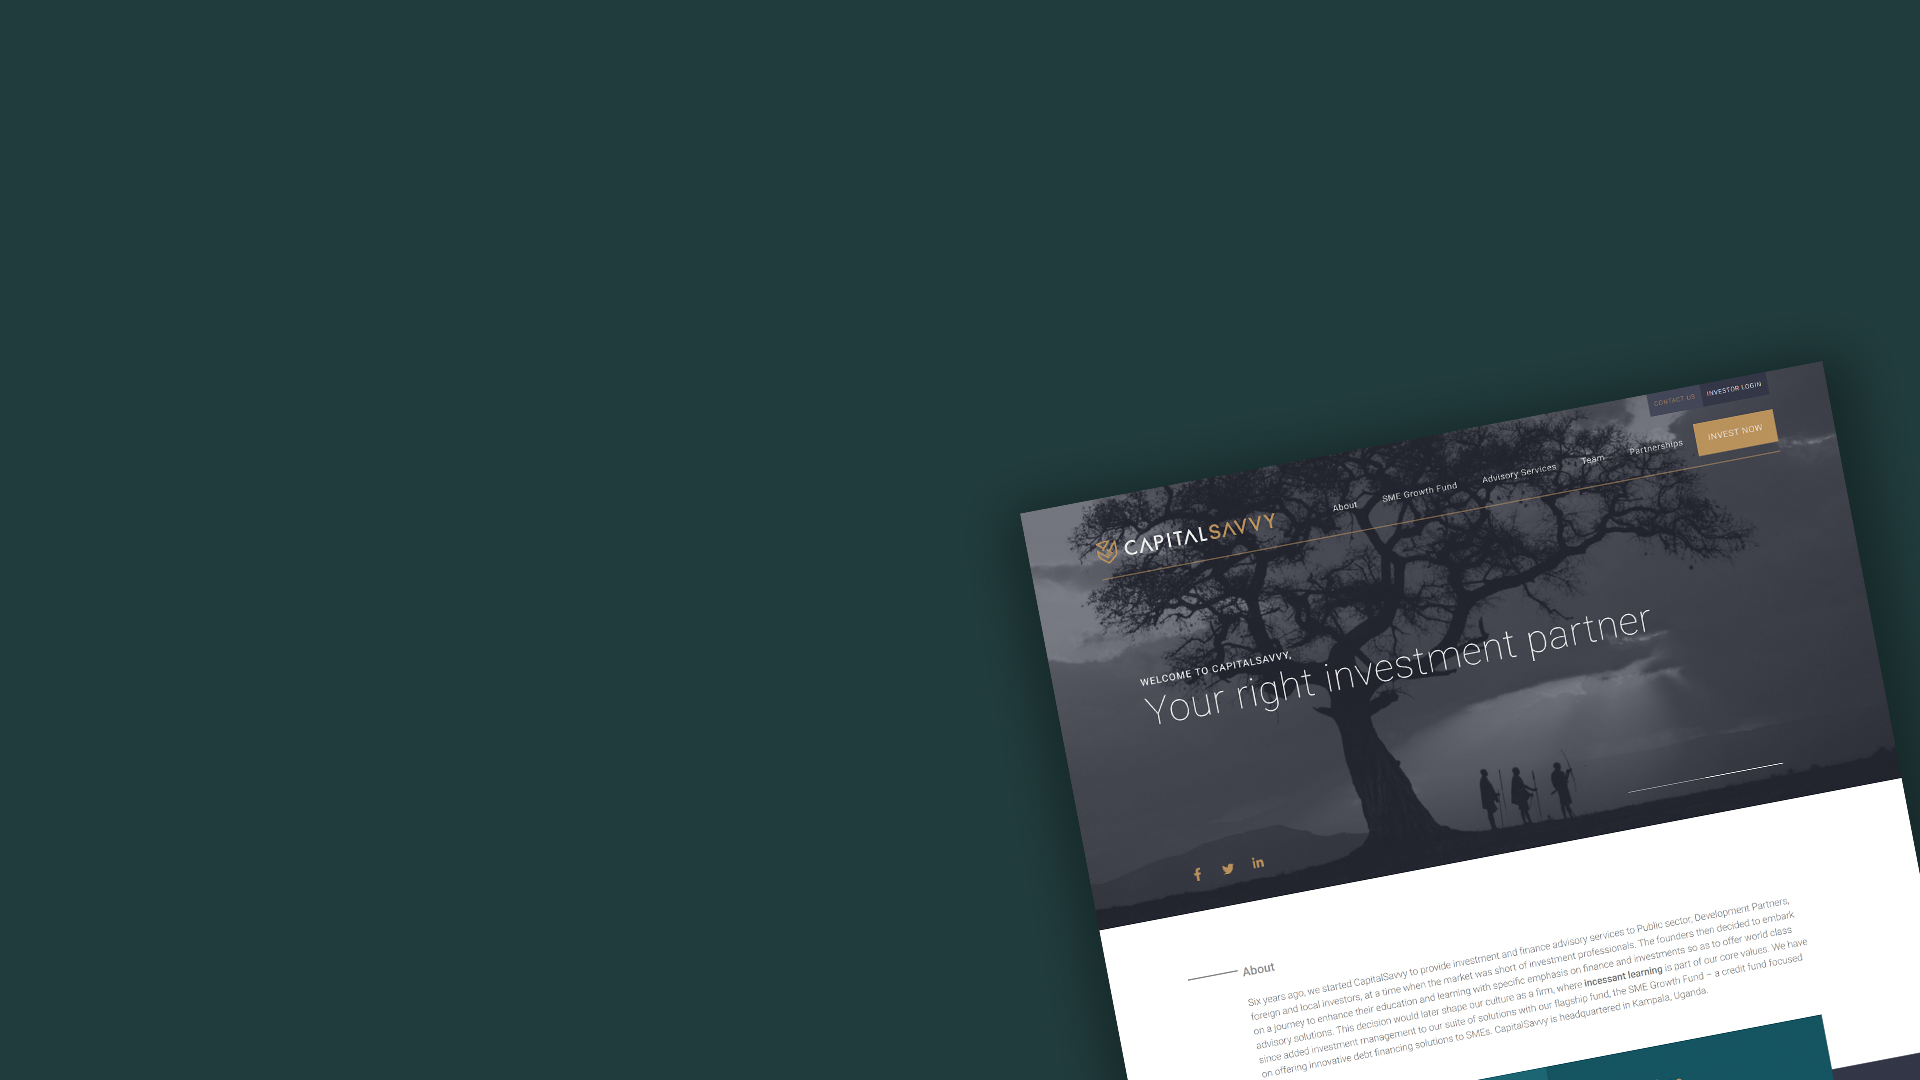 CONTACT US INVESTOR LOGIN
CAPITALSAVVY About SME Growth Fund Advisory Services Team Partnerships INVEST NOW
WELCOME TO CAPITALSAVVY,
Your right investment partner
About
Six years ago, we started CapitalSavvy to provide investment and finance advisory services to Public sector, Development Partners,
foreign and local investors, at a time when the market was short of investment professionals. The founders then decided to embark
on a journey to enhance their education and learning with specific emphasis on finance and investments so as to offer world class
advisory solutions. This decision would later shape our culture as a firm, where incessant learning is part of our core values. We have
since added investment management to our suite of solutions with our flagship fund, the SME Growth Fund – a credit fund focused
on offering innovative debt financing solutions to SMEs. CapitalSavvy is headquartered in Kampala, Uganda.